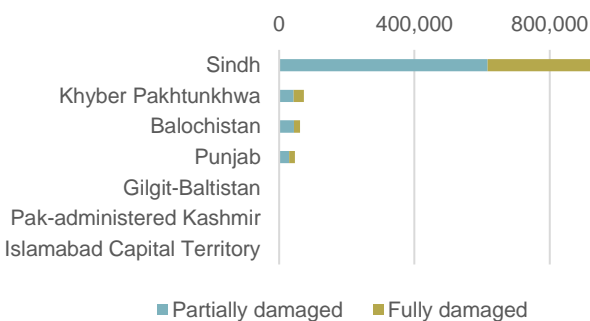 0 400,000 800,000
Sindh
Khyber Pakhtunkhwa
Balochistan
Punjab
Gilgit-Baltistan
Pak-administered Kashmir
Islamabad Capital Territory
Partially damaged Fully damaged